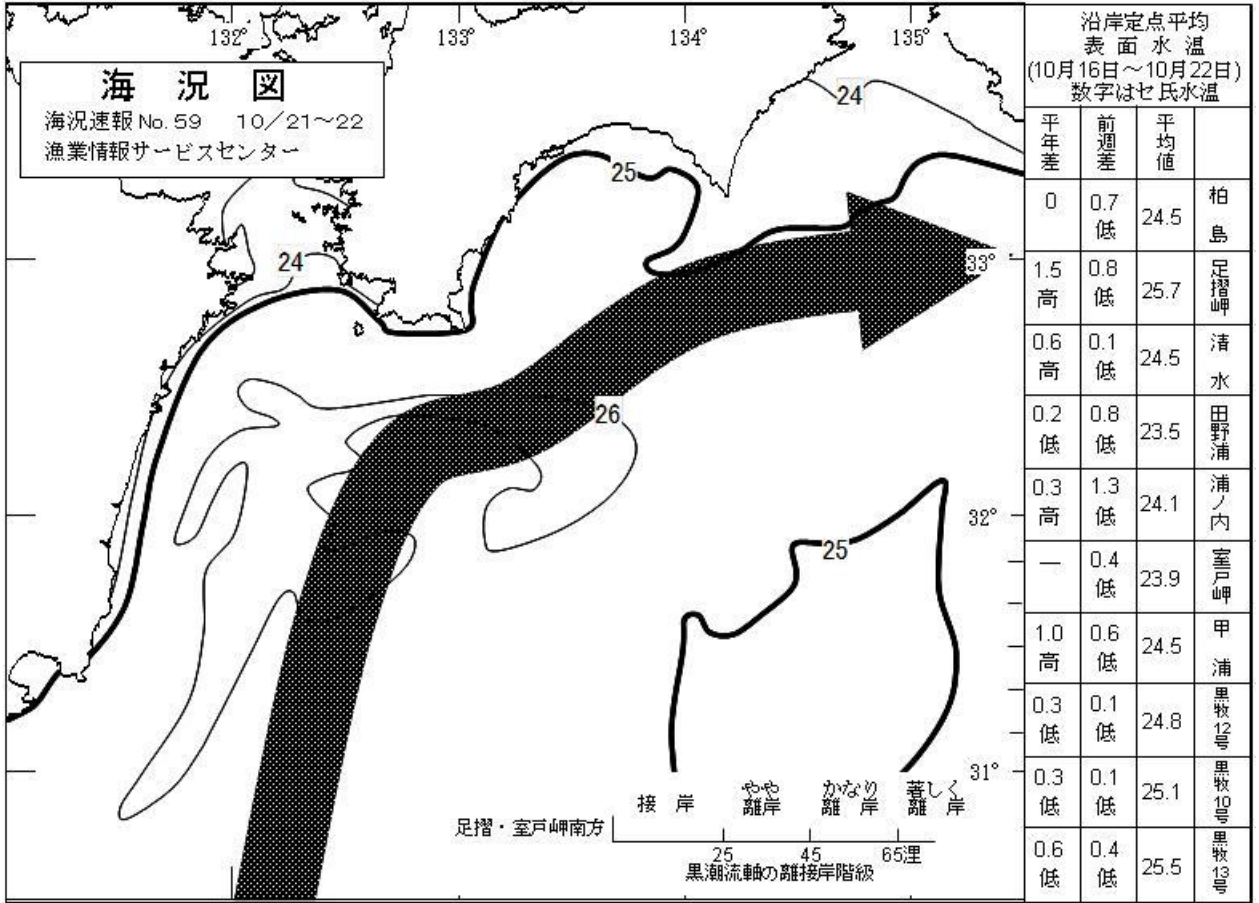 132°
133°
134°
135°
海 況 図
海況速報No.59 10/21～22
漁業情報サービスセンター
24
25
24
33°
26
32°
25
31°
接 岸
やや
離岸
かなり
離 岸
著しく
離 岸
足摺・室戸岬南方
25 45 65浬
黒潮流軸の離接岸階級
沿岸定点平均
表 面 水 温
(10月16日～10月22日)
数字はセ氏水温
平年差 前週差 平均値
0 0.7低 24.5 柏島
1.5高 0.8低 25.7 足摺岬
0.6高 0.1低 24.5 清水
0.2低 0.8低 23.5 田野浦
0.3高 1.3低 24.1 浦ノ内
— 0.4低 23.9 室戸岬
1.0高 0.6低 24.5 甲浦
0.3低 0.1低 24.8 黒牧12号
0.3低 0.1低 25.1 黒牧10号
0.6低 0.4低 25.5 黒牧13号